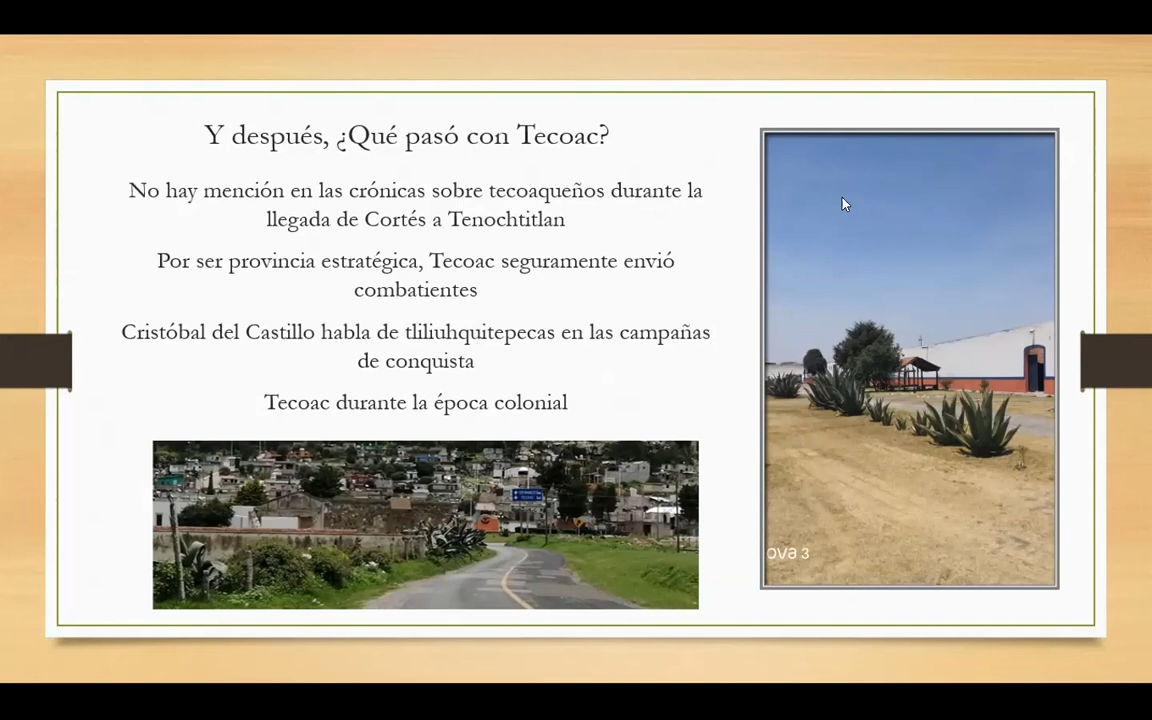 Y después, ¿Qué pasó con Tecoac?
No hay mención en las crónicas sobre tecoaqueños durante la
llegada de Cortés a Tenochtitlan
Por ser provincia estratégica, Tecoac seguramente envió
combatientes
Cristóbal del Castillo habla de tliliuhquitepecas en las campañas
de conquista
Tecoac durante la época colonial
ova 3